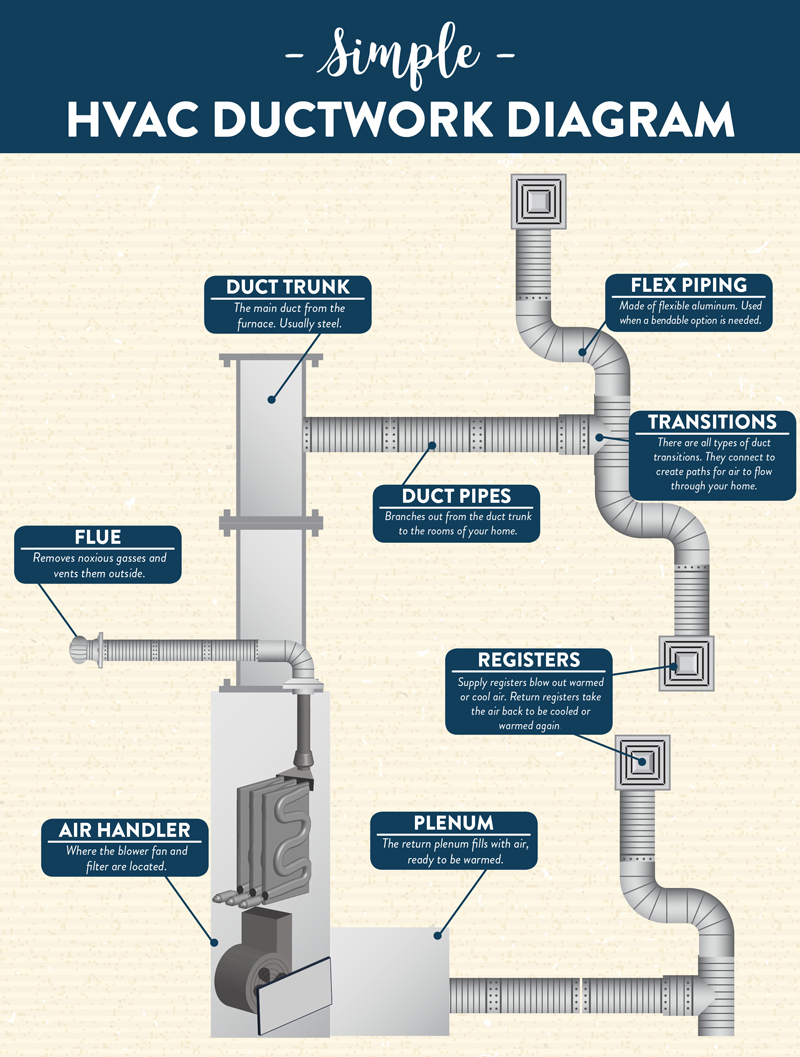 - Simple -
HVAC DUCTWORK DIAGRAM
DUCT TRUNK
The main duct from the
furnace. Usually steel.
FLEX PIPING
Made of flexible aluminum. Used
when a bendable option is needed.
TRANSITIONS
There are all types of duct
transitions. They connect to
create paths for air to flow
through your home.
DUCT PIPES
Branches out from the duct trunk
to the rooms of your home.
FLUE
Removes noxious gasses and
vents them outside.
REGISTERS
Supply registers blow out warmed
or cool air. Return registers take
the air back to be cooled or
warmed again
AIR HANDLER
Where the blower fan and
filter are located.
PLENUM
The return plenum fills with air,
ready to be warmed.